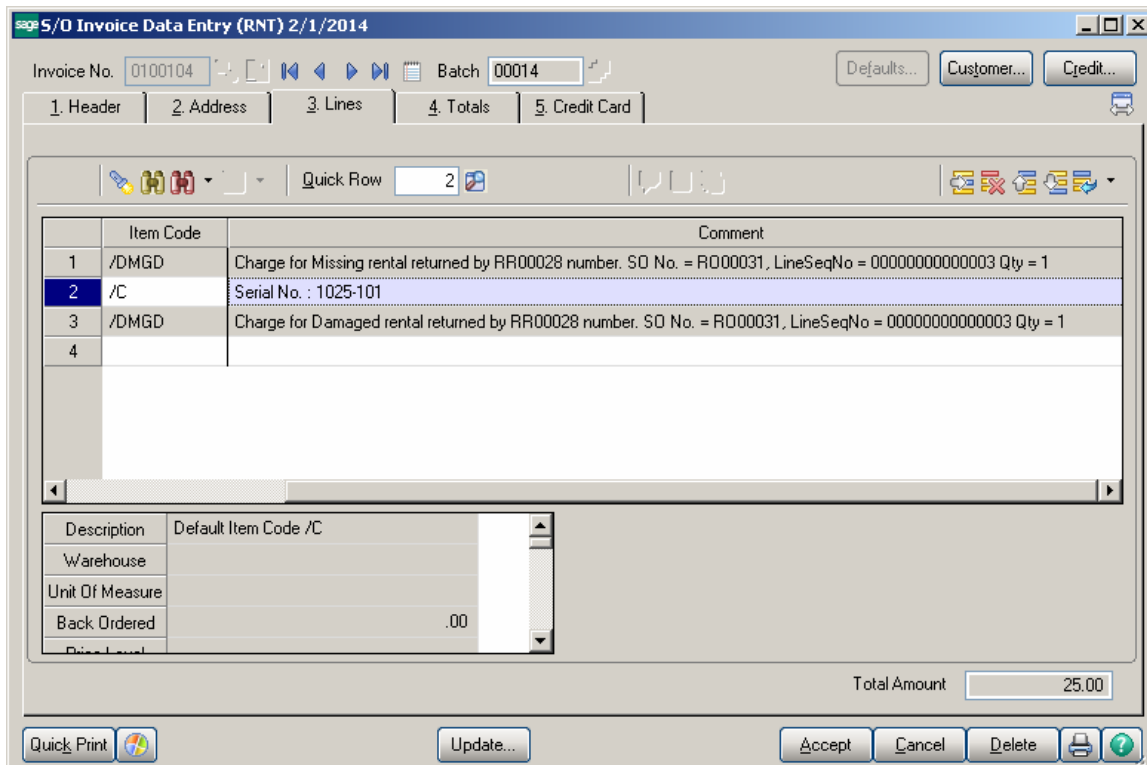 sage S/O Invoice Data Entry (RNT) 2/1/2014
Invoice No. 0100104 Batch 00014 Defaults... Customer... Credit...
1. Header 2. Address 3. Lines 4. Totals 5. Credit Card
Quick Row 2
Item Code Comment
1 /DMGD Charge for Missing rental returned by RR00028 number. SO No. = RO00031, LineSeqNo = 00000000000003 Qty = 1
2 /C Serial No. : 1025-101
3 /DMGD Charge for Damaged rental returned by RR00028 number. SO No. = RO00031, LineSeqNo = 00000000000003 Qty = 1
4
Description Default Item Code /C
Warehouse
Unit Of Measure
Back Ordered .00
Price Level
Total Amount 25.00
Quick Print Update... Accept Cancel Delete